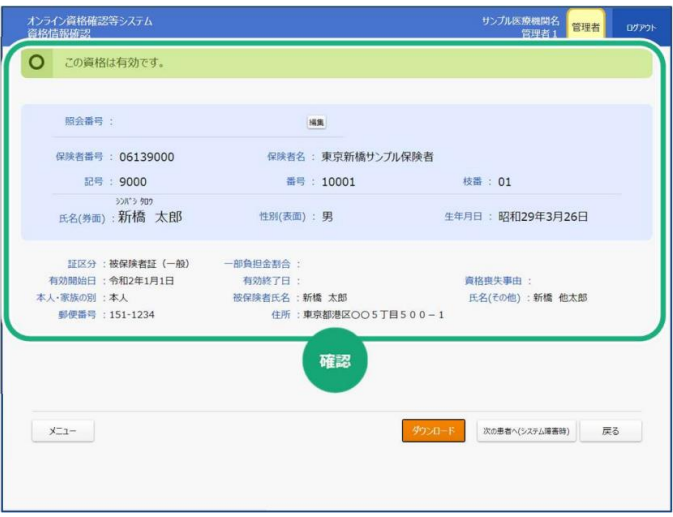 オンライン資格確認等システム
資格情報確認
サンプル医療機関名
管理者1
管理者
ログアウト
この資格は有効です。
照会番号 : 編集
保険者番号 : 06139000 保険者名 : 東京新橋サンプル保険者
記号 : 9000 番号 : 10001 枝番 : 01
シンバシ タロウ
氏名(券面) : 新橋 太郎 性別(表面) : 男 生年月日 : 昭和29年3月26日
証区分 : 被保険者証(一般) 一部負担金割合 :
有効開始日 : 令和2年1月1日 有効終了日 : 資格喪失事由 :
本人・家族の別 : 本人 被保険者氏名 : 新橋 太郎 氏名(その他) : 新橋 他太郎
郵便番号 : 151-1234 住所 : 東京都港区○○5丁目500-1
確認
メニュー ダウンロード 次の患者へ(システム障害時) 戻る